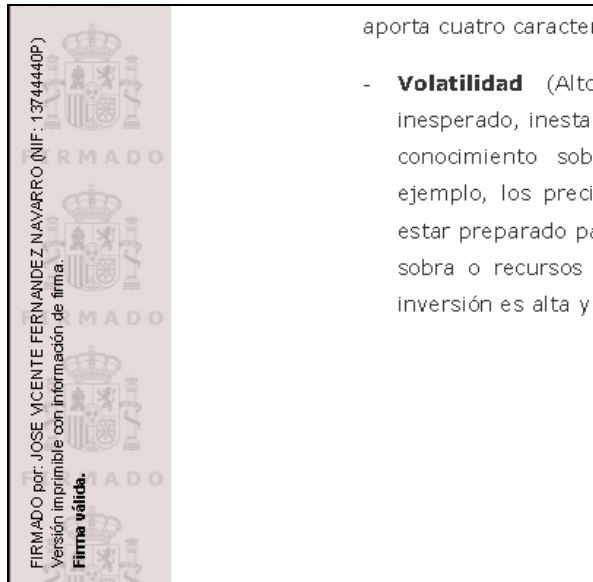 FIRMADO por: JOSE VICENTE FERNANDEZ NAVARRO (NIF: 13744440P)
Versión imprimible con información de firma.
Firma válida.
FIRMADO
FIRMADO
FIRMADO
aporta cuatro caracter
- Volatilidad (Alto
inesperado, inesta
conocimiento sob
ejemplo, los preci
estar preparado pa
sobra o recursos
inversión es alta y